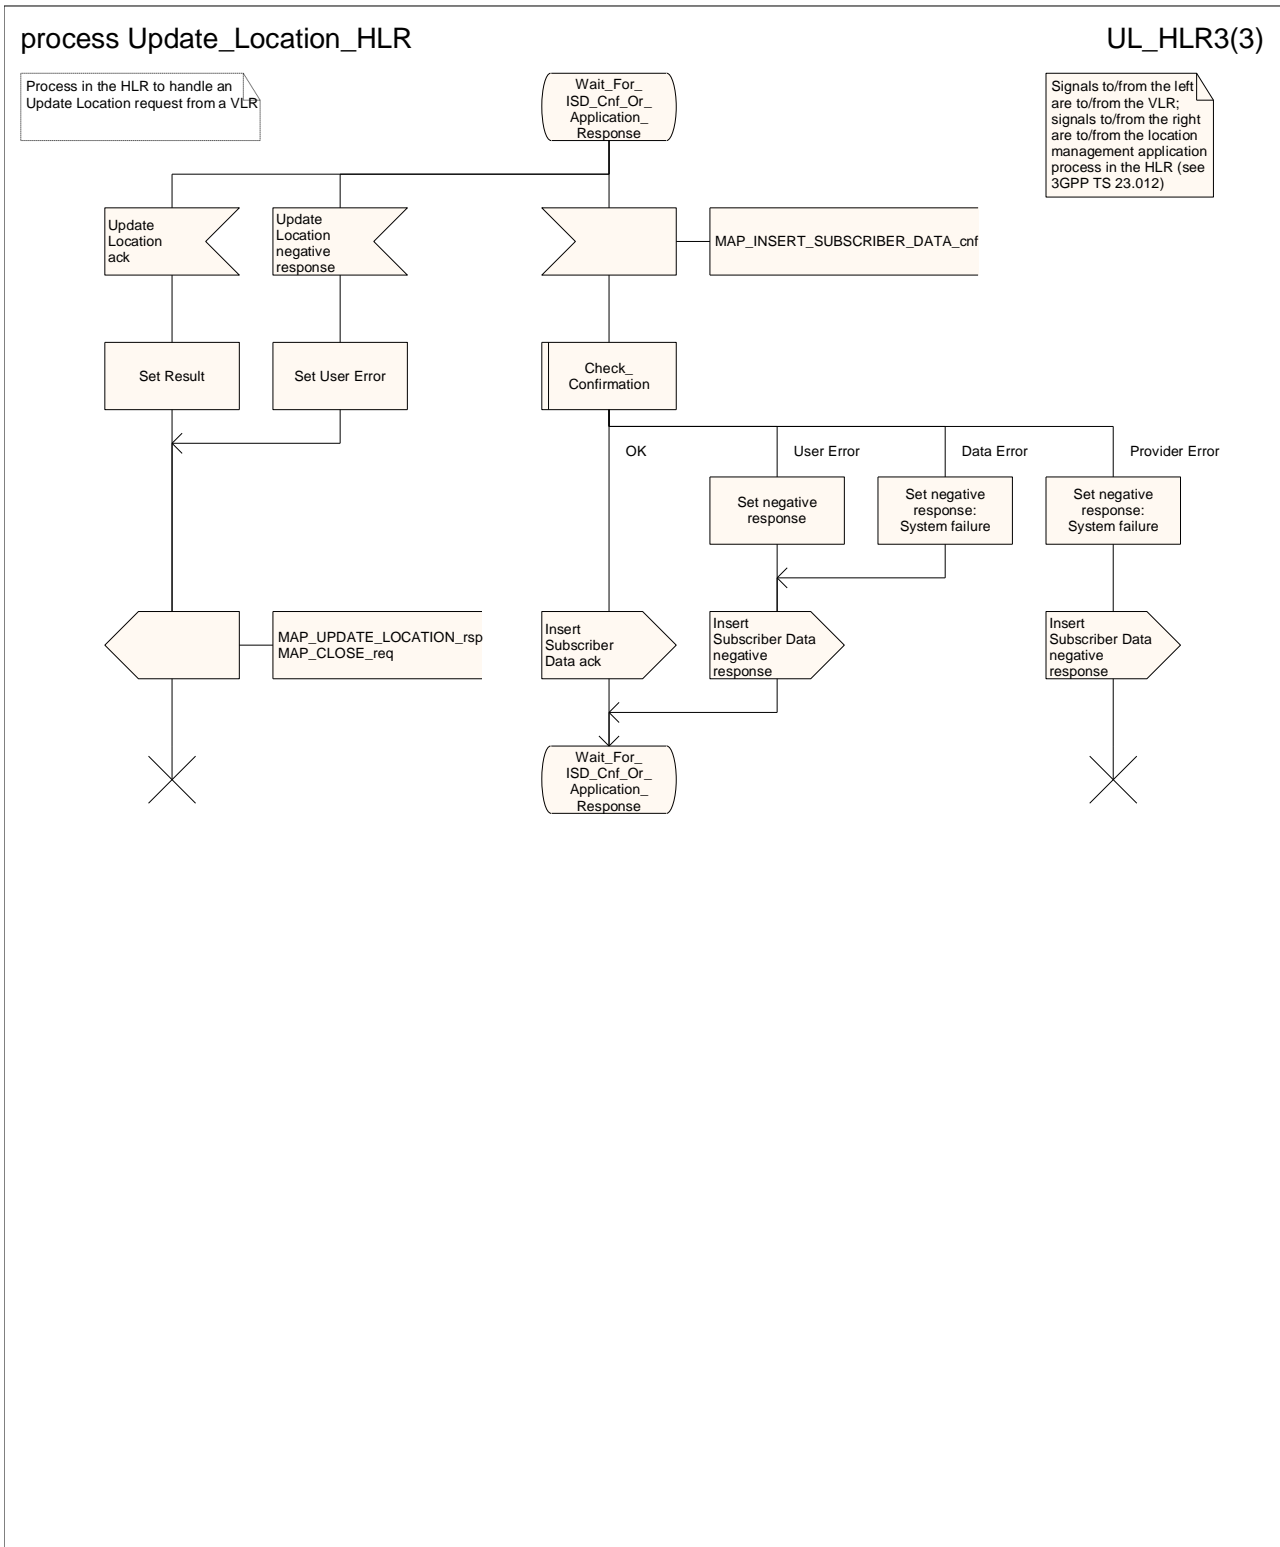 process Update_Location_HLR
UL_HLR3(3)
Process in the HLR to handle an
Update Location request from a VLR
Wait_For_
ISD_Cnf_Or_
Application_
Response
Signals to/from the left
are to/from the VLR;
signals to/from the right
are to/from the location
management application
process in the HLR (see
3GPP TS 23.012)
Update
Location
ack
Update
Location
negative
response
MAP_INSERT_SUBSCRIBER_DATA_cnf
Set Result
Set User Error
Check_
Confirmation
OK
User Error
Data Error
Provider Error
Set negative
response
Set negative
response:
System failure
Set negative
response:
System failure
MAP_UPDATE_LOCATION_rsp
MAP_CLOSE_req
Insert
Subscriber
Data ack
Insert
Subscriber Data
negative
response
Insert
Subscriber Data
negative
response
Wait_For_
ISD_Cnf_Or_
Application_
Response